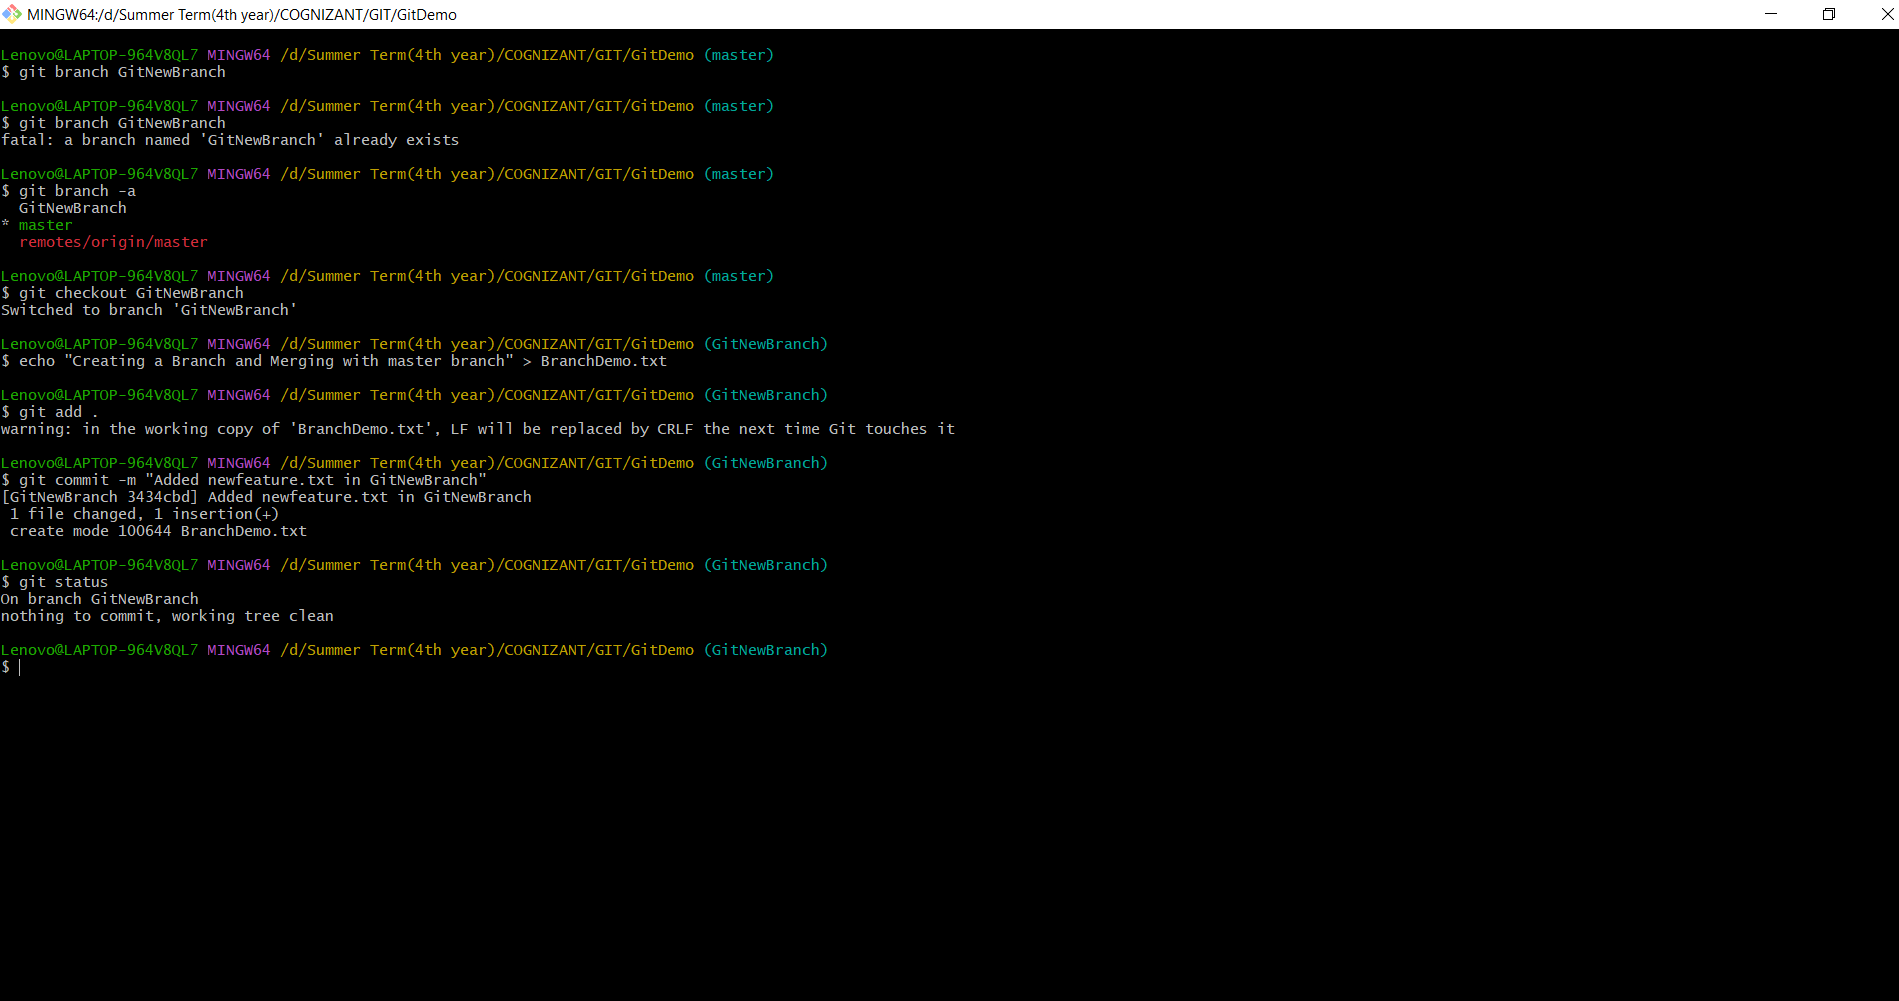 MINGW64:/d/Summer Term(4th year)/COGNIZANT/GIT/GitDemo
Lenovo@LAPTOP-964V8QL7 MINGW64 /d/Summer Term(4th year)/COGNIZANT/GIT/GitDemo (master)
$ git branch GitNewBranch
Lenovo@LAPTOP-964V8QL7 MINGW64 /d/Summer Term(4th year)/COGNIZANT/GIT/GitDemo (master)
$ git branch GitNewBranch
fatal: a branch named 'GitNewBranch' already exists
Lenovo@LAPTOP-964V8QL7 MINGW64 /d/Summer Term(4th year)/COGNIZANT/GIT/GitDemo (master)
$ git branch -a
  GitNewBranch
* master
  remotes/origin/master
Lenovo@LAPTOP-964V8QL7 MINGW64 /d/Summer Term(4th year)/COGNIZANT/GIT/GitDemo (master)
$ git checkout GitNewBranch
Switched to branch 'GitNewBranch'
Lenovo@LAPTOP-964V8QL7 MINGW64 /d/Summer Term(4th year)/COGNIZANT/GIT/GitDemo (GitNewBranch)
$ echo "Creating a Branch and Merging with master branch" > BranchDemo.txt
Lenovo@LAPTOP-964V8QL7 MINGW64 /d/Summer Term(4th year)/COGNIZANT/GIT/GitDemo (GitNewBranch)
$ git add .
warning: in the working copy of 'BranchDemo.txt', LF will be replaced by CRLF the next time Git touches it
Lenovo@LAPTOP-964V8QL7 MINGW64 /d/Summer Term(4th year)/COGNIZANT/GIT/GitDemo (GitNewBranch)
$ git commit -m "Added newfeature.txt in GitNewBranch"
[GitNewBranch 3434cbd] Added newfeature.txt in GitNewBranch
 1 file changed, 1 insertion(+)
 create mode 100644 BranchDemo.txt
Lenovo@LAPTOP-964V8QL7 MINGW64 /d/Summer Term(4th year)/COGNIZANT/GIT/GitDemo (GitNewBranch)
$ git status
On branch GitNewBranch
nothing to commit, working tree clean
Lenovo@LAPTOP-964V8QL7 MINGW64 /d/Summer Term(4th year)/COGNIZANT/GIT/GitDemo (GitNewBranch)
$